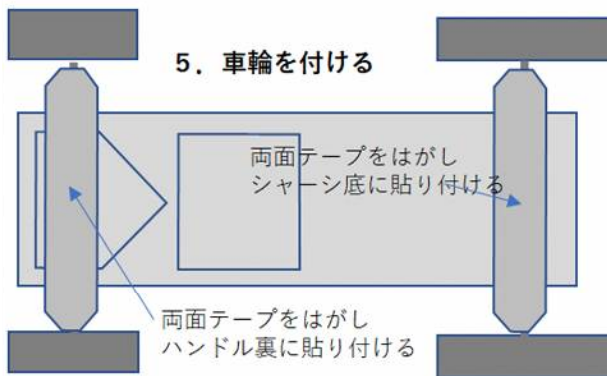 ５．車輪を付ける
両面テープをはがし
シャーシ底に貼り付ける
両面テープをはがし
ハンドル裏に貼り付ける